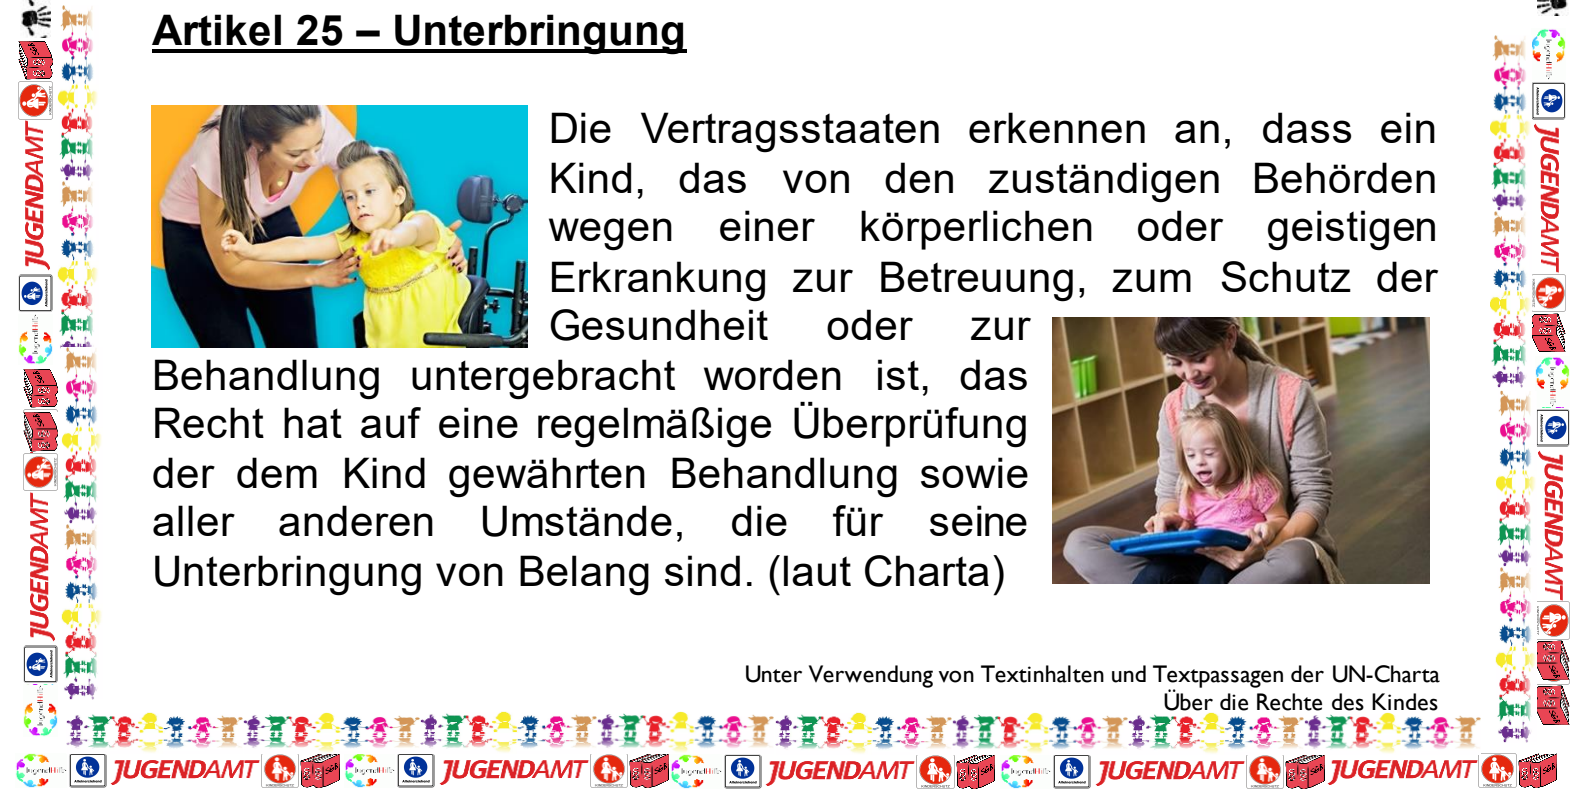 Artikel 25 – Unterbringung
Die Vertragsstaaten erkennen an, dass ein
Kind, das von den zuständigen Behörden
wegen einer körperlichen oder geistigen
Erkrankung zur Betreuung, zum Schutz der
Gesundheit oder zur
Behandlung untergebracht worden ist, das
Recht hat auf eine regelmäßige Überprüfung
der dem Kind gewährten Behandlung sowie
aller anderen Umstände, die für seine
Unterbringung von Belang sind. (laut Charta)
Unter Verwendung von Textinhalten und Textpassagen der UN-Charta
Über die Rechte des Kindes
JUGENDAMT
JUGENDAMT
JUGENDAMT
JUGENDAMT
JUGENDAMT
JUGENDAMT
JUGENDAMT
JUGENDAMT
JUGENDAMT